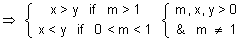 ⇒ { x > y if m > 1 { m, x, y > 0
x < y if 0 < m < 1 & m ≠ 1